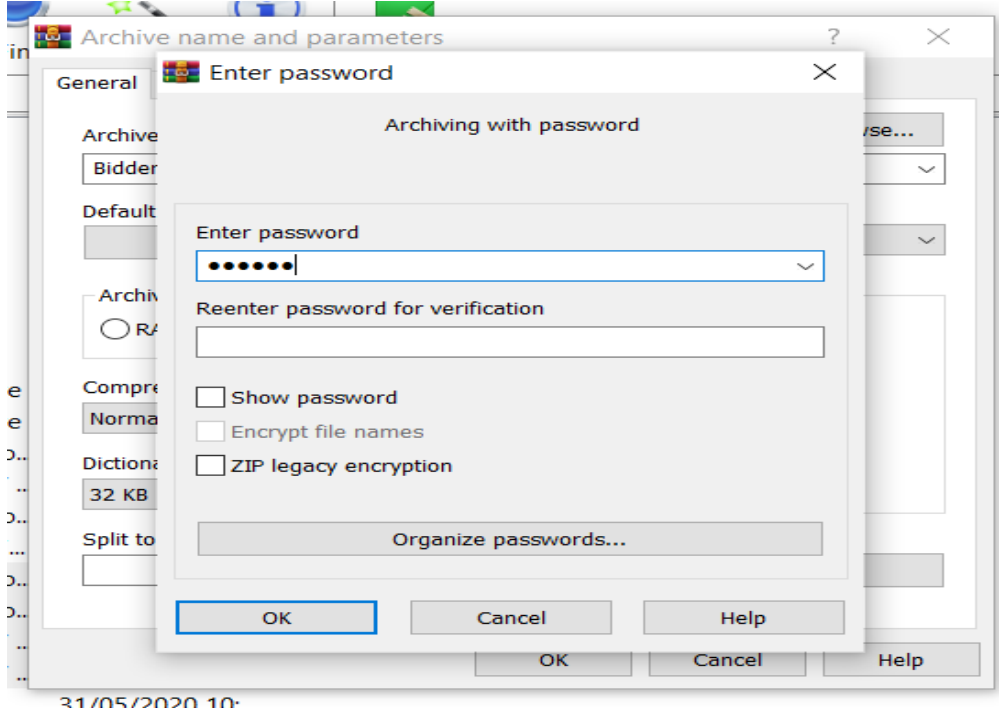 Archive name and parameters
?
Enter password
General
Archiving with password
Archive
Bidder
Default
Enter password
●●●●●●
Reenter password for verification
Archiv
Show password
Compre
Encrypt file names
Norma
ZIP legacy encryption
Dictiona
32 KB
Organize passwords...
Split to
OK Cancel Help
OK Cancel Help
31/05/2020 10: